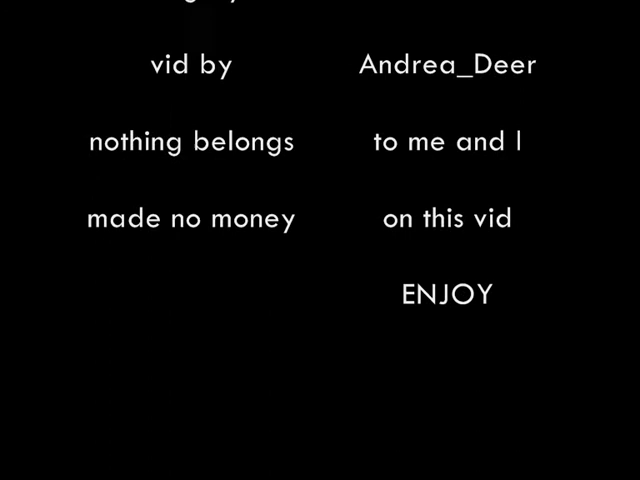 vid by Andrea_Deer
nothing belongs to me and I
made no money on this vid
ENJOY